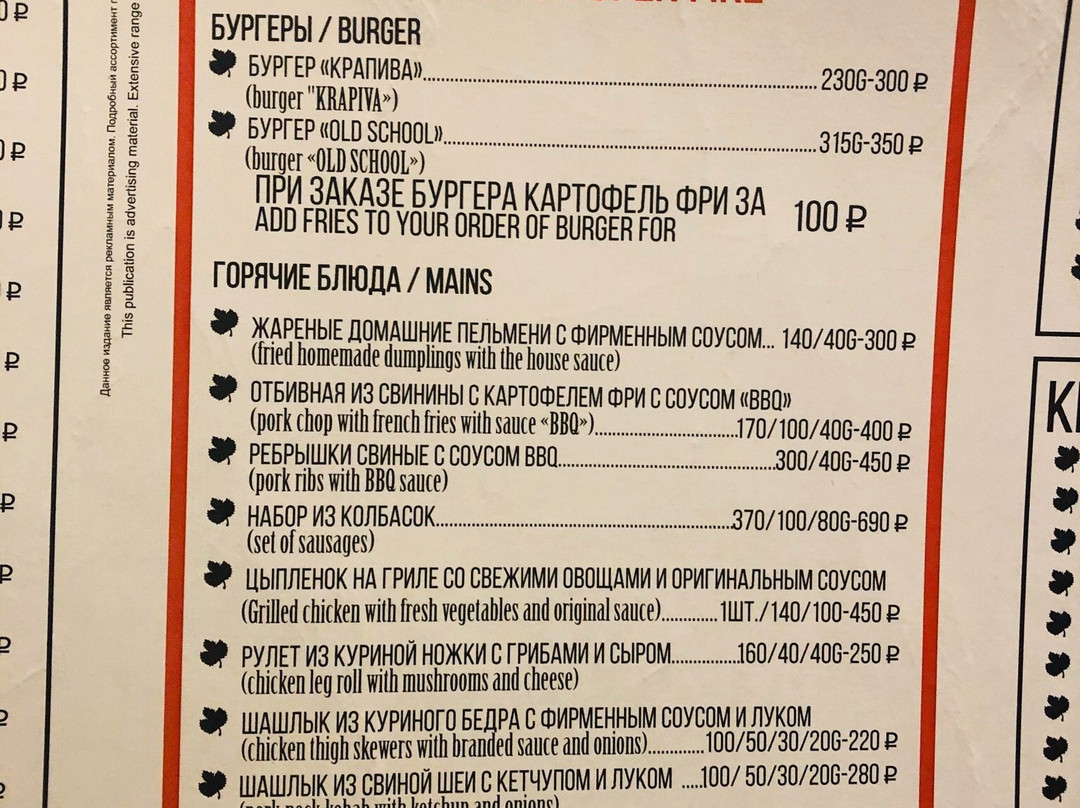 БУРГЕРЫ / BURGER
БУРГЕР «КРАПИВА»........230G-300 ₽
(burger "KRAPIVA»)
БУРГЕР «OLD SCHOOL»........315G-350 ₽
(burger «OLD SCHOOL»)
ПРИ ЗАКАЗЕ БУРГЕРА КАРТОФЕЛЬ ФРИ ЗА 100 ₽
ADD FRIES TO YOUR ORDER OF BURGER FOR
ГОРЯЧИЕ БЛЮДА / MAINS
ЖАРЕНЫЕ ДОМАШНИЕ ПЕЛЬМЕНИ С ФИРМЕННЫМ СОУСОМ... 140/40G-300 ₽
(fried homemade dumplings with the house sauce)
ОТБИВНАЯ ИЗ СВИНИНЫ С КАРТОФЕЛЕМ ФРИ С СОУСОМ «BBQ»
(pork chop with french fries with sauce «BBQ»)........170/100/40G-400 ₽
РЕБРЫШКИ СВИНЫЕ С СОУСОМ BBQ........300/40G-450 ₽
(pork ribs with BBQ sauce)
НАБОР ИЗ КОЛБАСОК........370/100/80G-690 ₽
(set of sausages)
ЦЫПЛЕНОК НА ГРИЛЕ СО СВЕЖИМИ ОВОЩАМИ И ОРИГИНАЛЬНЫМ СОУСОМ
(Grilled chicken with fresh vegetables and original sauce)........1ШТ./140/100-450 ₽
РУЛЕТ ИЗ КУРИНОЙ НОЖКИ С ГРИБАМИ И СЫРОМ........160/40/40G-250 ₽
(chicken leg roll with mushrooms and cheese)
ШАШЛЫК ИЗ КУРИНОГО БЕДРА С ФИРМЕННЫМ СОУСОМ И ЛУКОМ
(chicken thigh skewers with branded sauce and onions)........100/50/30/20G-220 ₽
ШАШЛЫК ИЗ СВИНОЙ ШЕИ С КЕТЧУПОМ И ЛУКОМ .....100/ 50/30/20G-280 ₽
(pork neck kebab with ketchup and onions)
Данное издание является рекламным материалом. Подробный ассортимент
This publication is advertising material. Extensive range